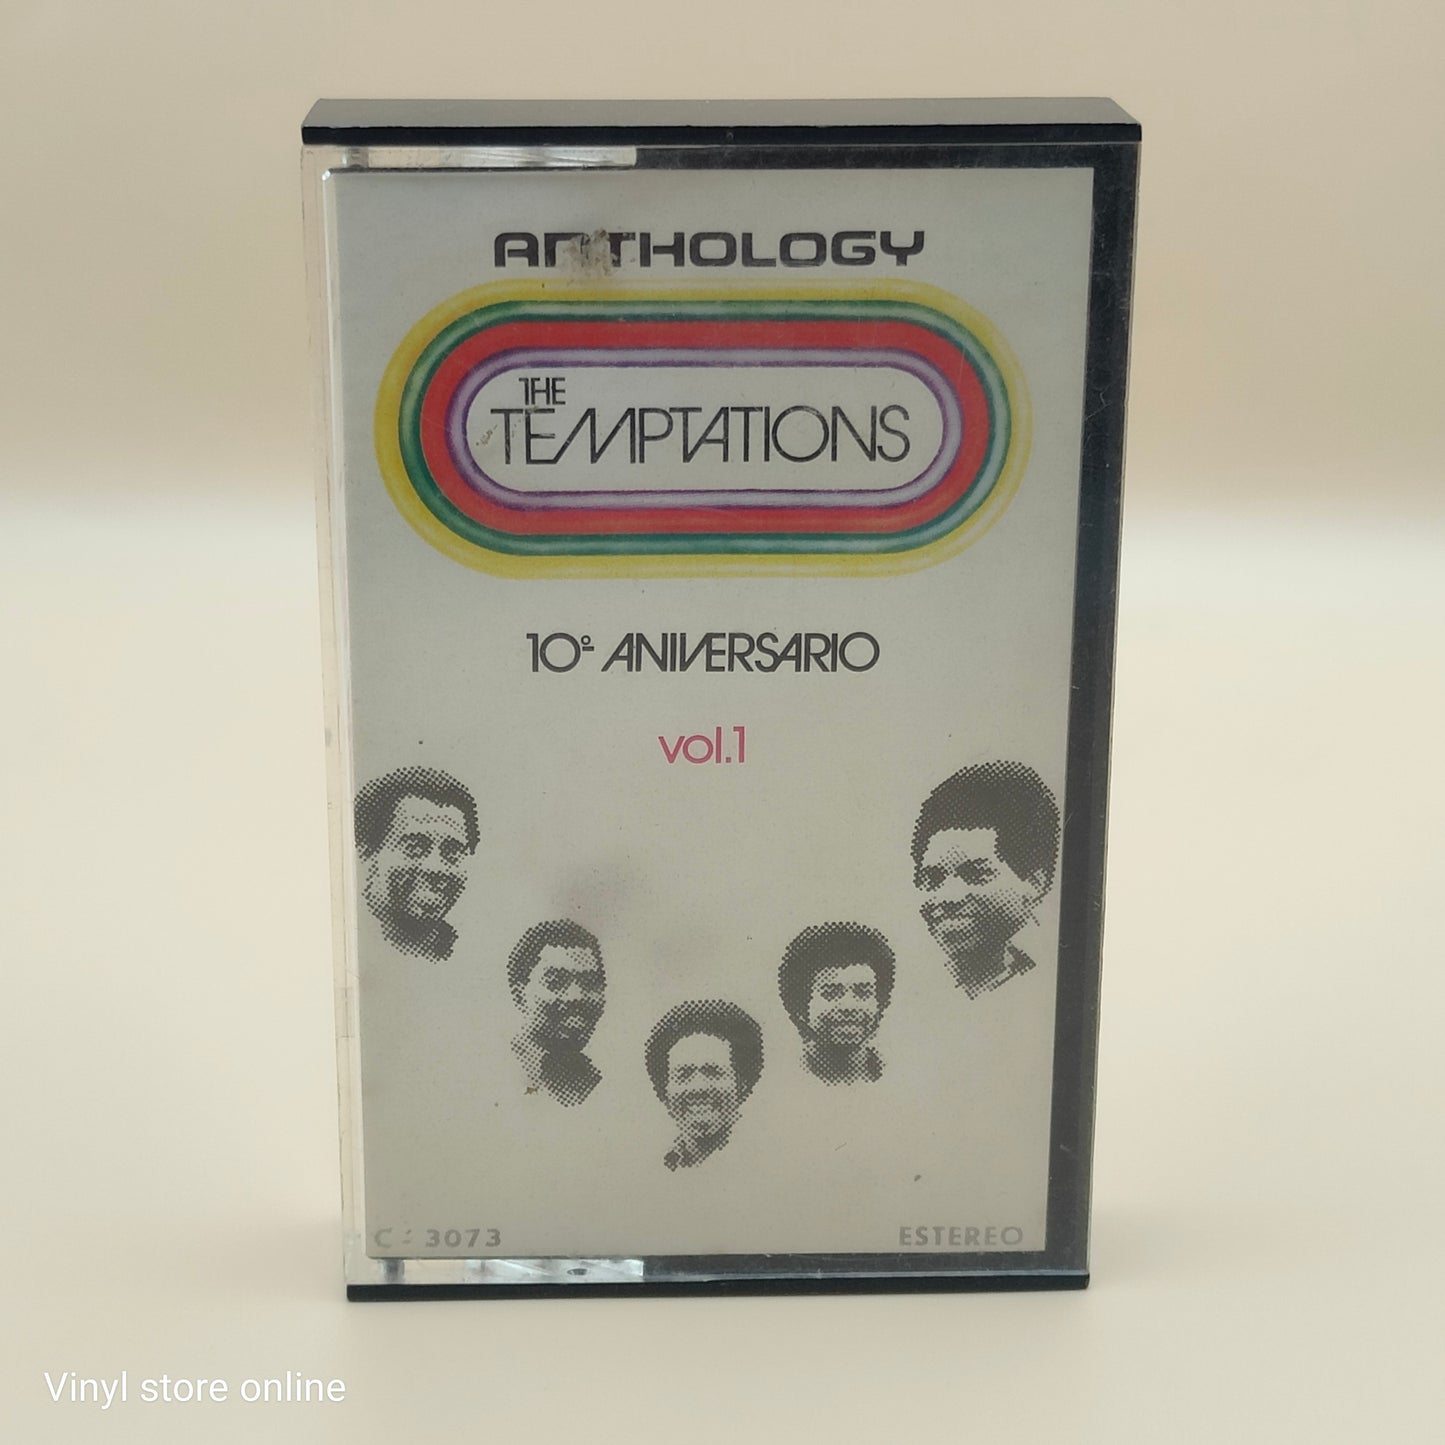 ANTHOLOGY
THE
TEMPTATIONS
10º ANIVERSARIO
vol.1
C - 3073 ESTEREO
Vinyl store online